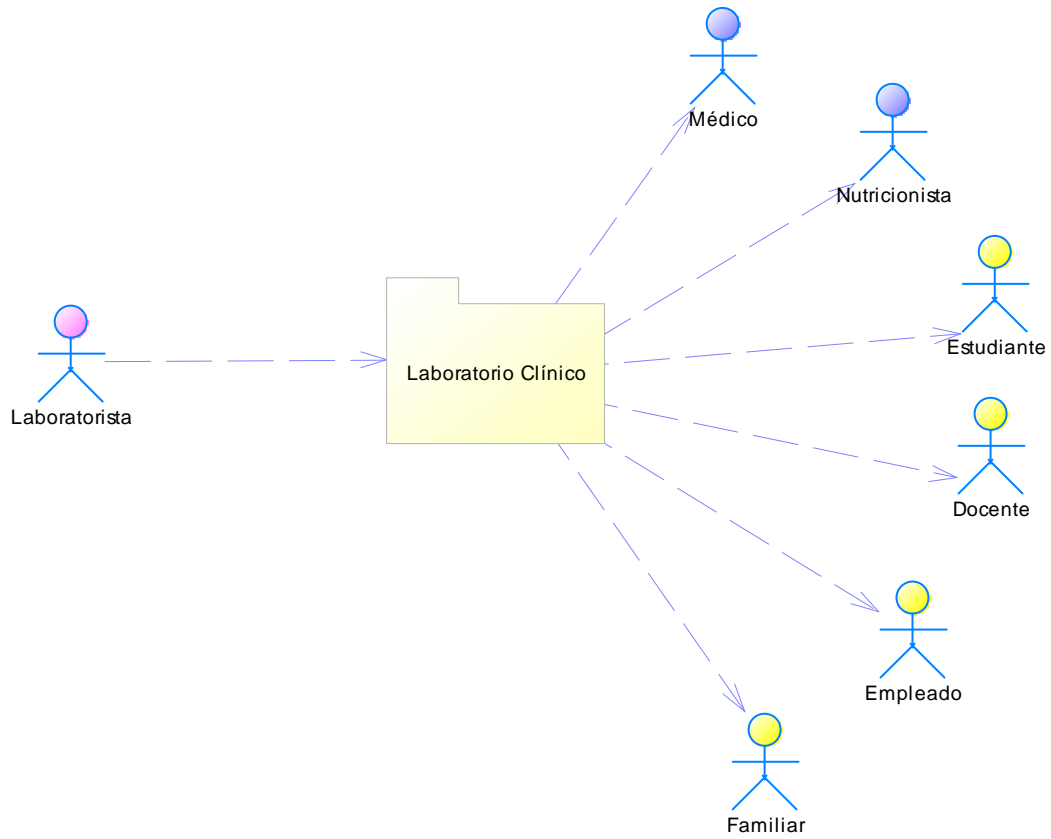 Médico
Nutricionista
Estudiante
Laboratorio Clínico
Laboratorista
Docente
Empleado
Familiar